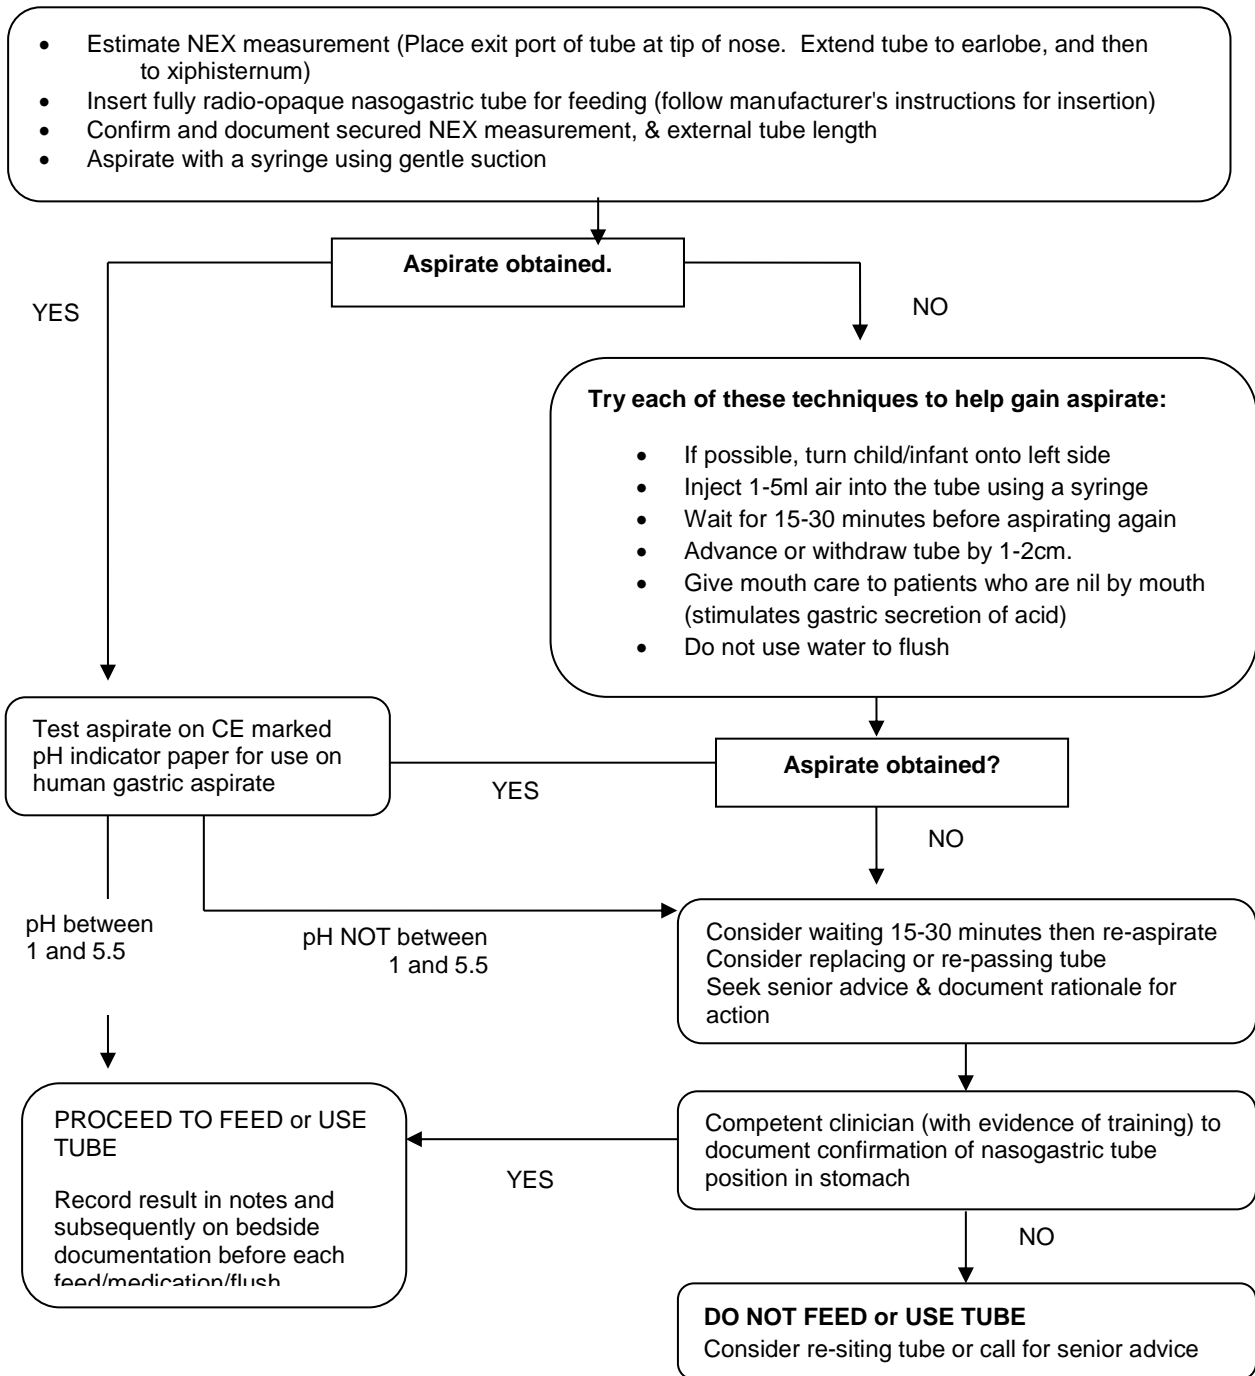 • Estimate NEX measurement (Place exit port of tube at tip of nose. Extend tube to earlobe, and then
to xiphisternum)
• Insert fully radio-opaque nasogastric tube for feeding (follow manufacturer's instructions for insertion)
• Confirm and document secured NEX measurement, & external tube length
• Aspirate with a syringe using gentle suction
Aspirate obtained.
YES
NO
Try each of these techniques to help gain aspirate:
• If possible, turn child/infant onto left side
• Inject 1-5ml air into the tube using a syringe
• Wait for 15-30 minutes before aspirating again
• Advance or withdraw tube by 1-2cm.
• Give mouth care to patients who are nil by mouth
(stimulates gastric secretion of acid)
• Do not use water to flush
Test aspirate on CE marked
pH indicator paper for use on
human gastric aspirate
YES
Aspirate obtained?
NO
pH between
1 and 5.5
pH NOT between
1 and 5.5
Consider waiting 15-30 minutes then re-aspirate
Consider replacing or re-passing tube
Seek senior advice & document rationale for
action
PROCEED TO FEED or USE
TUBE
Record result in notes and
subsequently on bedside
documentation before each
feed/medication/flush
YES
Competent clinician (with evidence of training) to
document confirmation of nasogastric tube
position in stomach
NO
DO NOT FEED or USE TUBE
Consider re-siting tube or call for senior advice